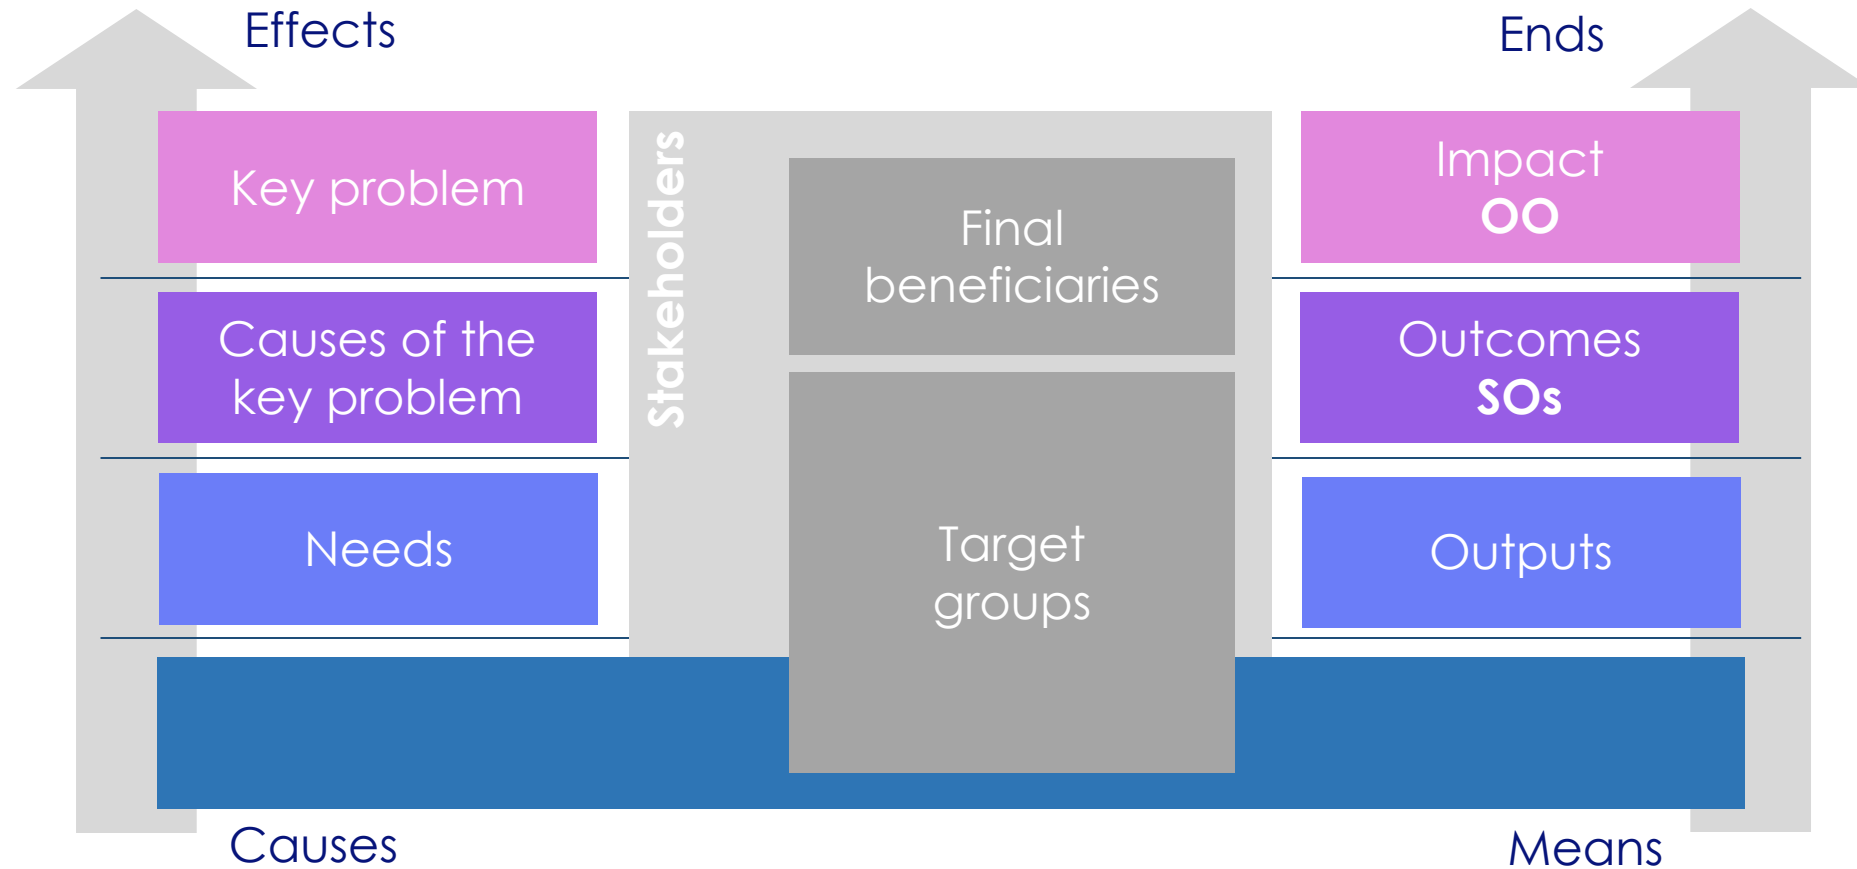 Effects
Ends
Key problem
Stakeholders
Final
beneficiaries
Impact
OO
Causes of the
key problem
Outcomes
SOs
Needs
Target
groups
Outputs
Causes
Means